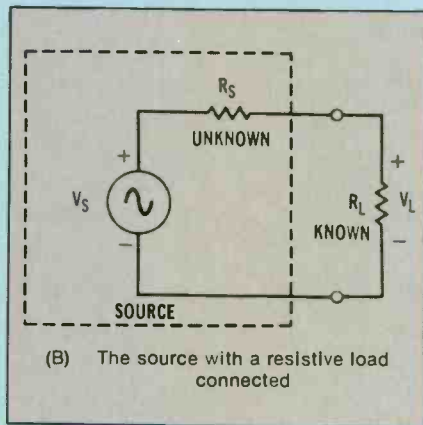 R_S
UNKNOWN
+
V_S
−
+
R_L V_L
KNOWN
−
SOURCE
(B) The source with a resistive load
connected